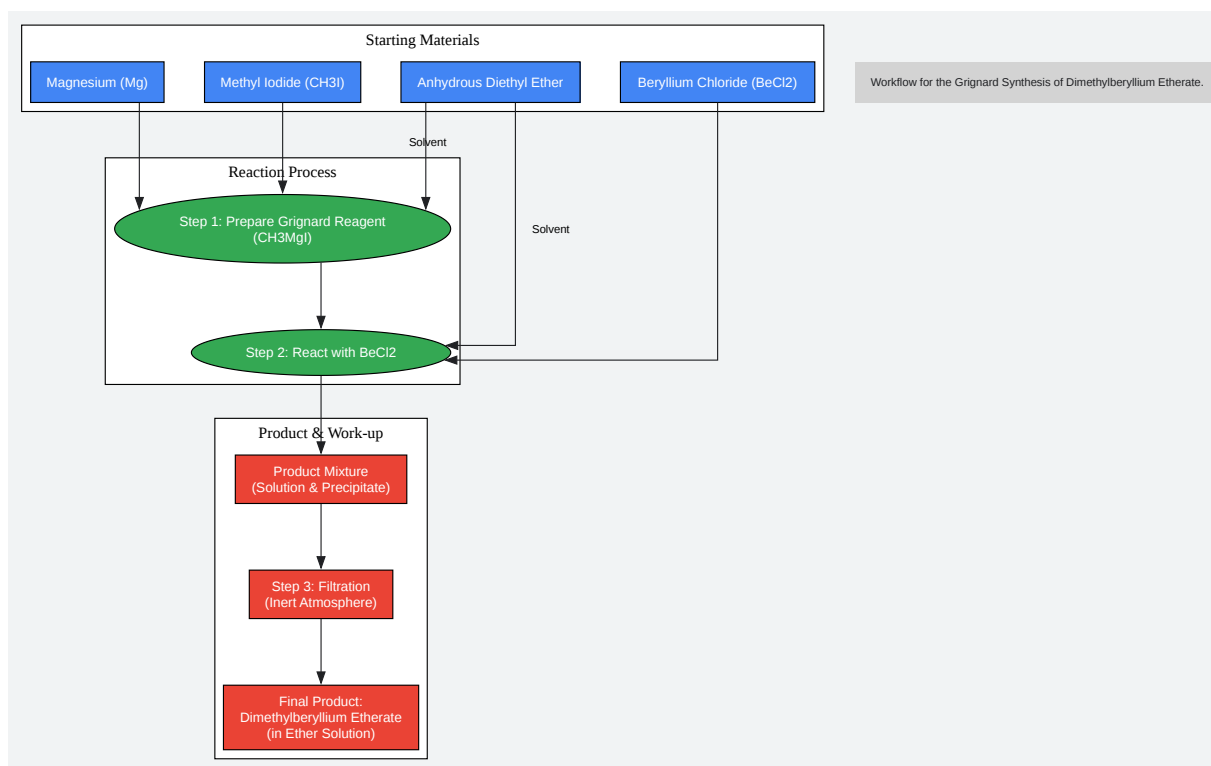 Starting Materials
Magnesium (Mg)
Methyl Iodide (CH3I)
Anhydrous Diethyl Ether
Beryllium Chloride (BeCl2)
Workflow for the Grignard Synthesis of Dimethylberyllium Etherate.
Solvent
Reaction Process
Step 1: Prepare Grignard Reagent
(CH3MgI)
Solvent
Step 2: React with BeCl2
Product & Work-up
Product Mixture
(Solution & Precipitate)
Step 3: Filtration
(Inert Atmosphere)
Final Product:
Dimethylberyllium Etherate
(in Ether Solution)